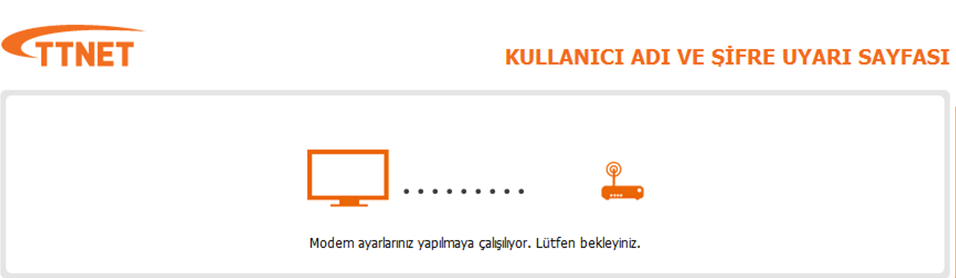 TTNET
KULLANICI ADI VE ŞİFRE UYARI SAYFASI
Modem ayarlarınız yapılmaya çalışılıyor. Lütfen bekleyiniz.